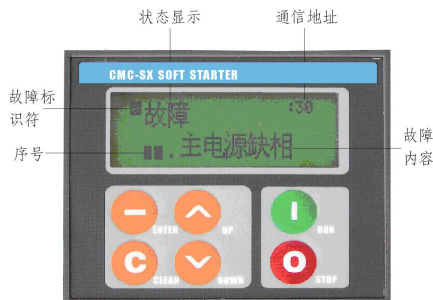 状态显示
通信地址
CMC-SX SOFT STARTER
故障标
识符
故障
:30
序号
.主电源缺相
故障
内容
ENTER
UP
RUN
C
CLEAN
DOWN
STOP